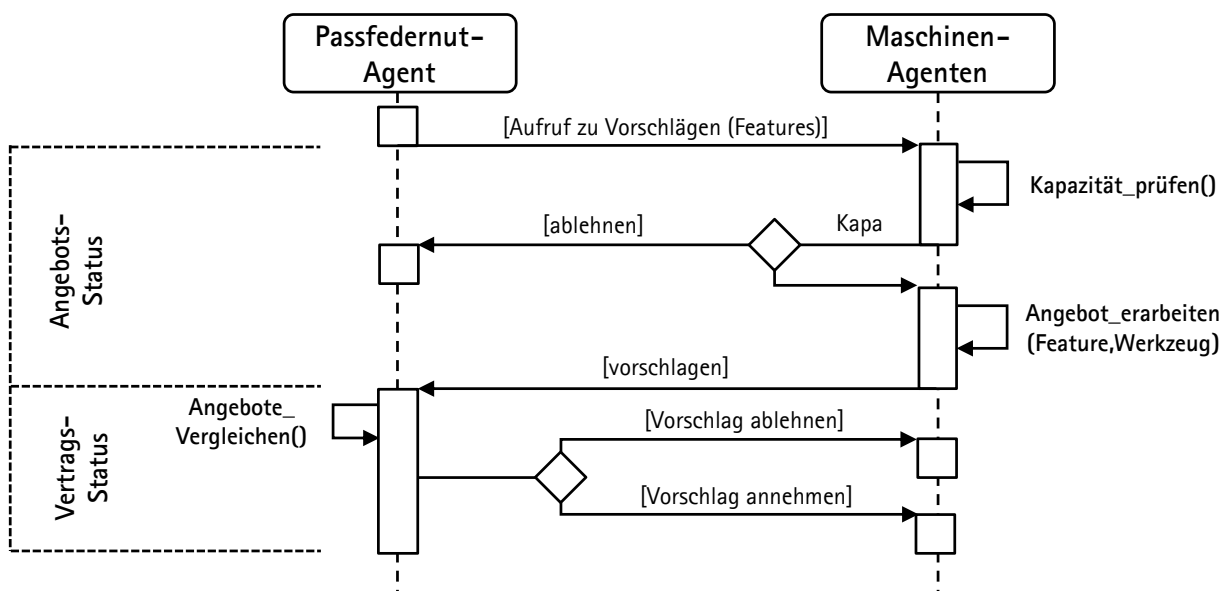 Passfedernut-
Agent
Maschinen-
Agenten
[Aufruf zu Vorschlägen (Features)]
Kapazität_prüfen()
[ablehnen]
Kapa
Angebots-
Status
Angebot_erarbeiten
(Feature,Werkzeug)
[vorschlagen]
Angebote_
Vergleichen()
[Vorschlag ablehnen]
Vertrags-
Status
[Vorschlag annehmen]